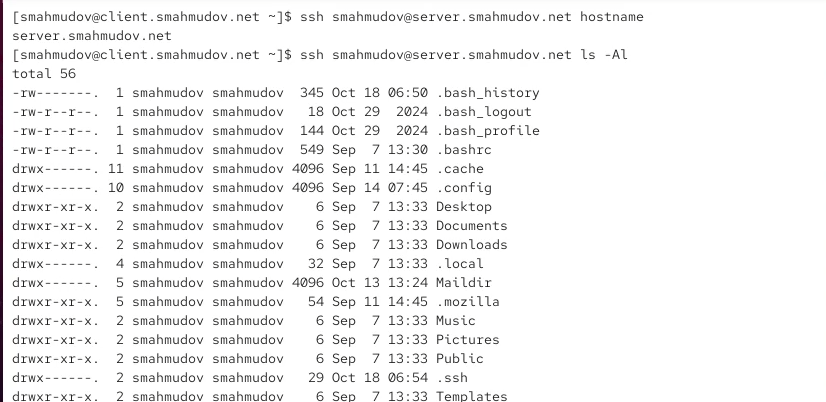 [smahmudov@client.smahmudov.net ~]$ ssh smahmudov@server.smahmudov.net hostname
server.smahmudov.net
[smahmudov@client.smahmudov.net ~]$ ssh smahmudov@server.smahmudov.net ls -Al
total 56
-rw-------.  1 smahmudov smahmudov  345 Oct 18 06:50 .bash_history
-rw-r--r--.  1 smahmudov smahmudov   18 Oct 29  2024 .bash_logout
-rw-r--r--.  1 smahmudov smahmudov  144 Oct 29  2024 .bash_profile
-rw-r--r--.  1 smahmudov smahmudov  549 Sep  7 13:30 .bashrc
drwx------. 11 smahmudov smahmudov 4096 Sep 11 14:45 .cache
drwx------. 10 smahmudov smahmudov 4096 Sep 14 07:45 .config
drwxr-xr-x.  2 smahmudov smahmudov    6 Sep  7 13:33 Desktop
drwxr-xr-x.  2 smahmudov smahmudov    6 Sep  7 13:33 Documents
drwxr-xr-x.  2 smahmudov smahmudov    6 Sep  7 13:33 Downloads
drwx------.  4 smahmudov smahmudov   32 Sep  7 13:33 .local
drwx------.  5 smahmudov smahmudov 4096 Oct 13 13:24 Maildir
drwxr-xr-x.  5 smahmudov smahmudov   54 Sep 11 14:45 .mozilla
drwxr-xr-x.  2 smahmudov smahmudov    6 Sep  7 13:33 Music
drwxr-xr-x.  2 smahmudov smahmudov    6 Sep  7 13:33 Pictures
drwxr-xr-x.  2 smahmudov smahmudov    6 Sep  7 13:33 Public
drwx------.  2 smahmudov smahmudov   29 Oct 18 06:54 .ssh
drwxr-xr-x.  2 smahmudov smahmudov    6 Sep  7 13:33 Templates